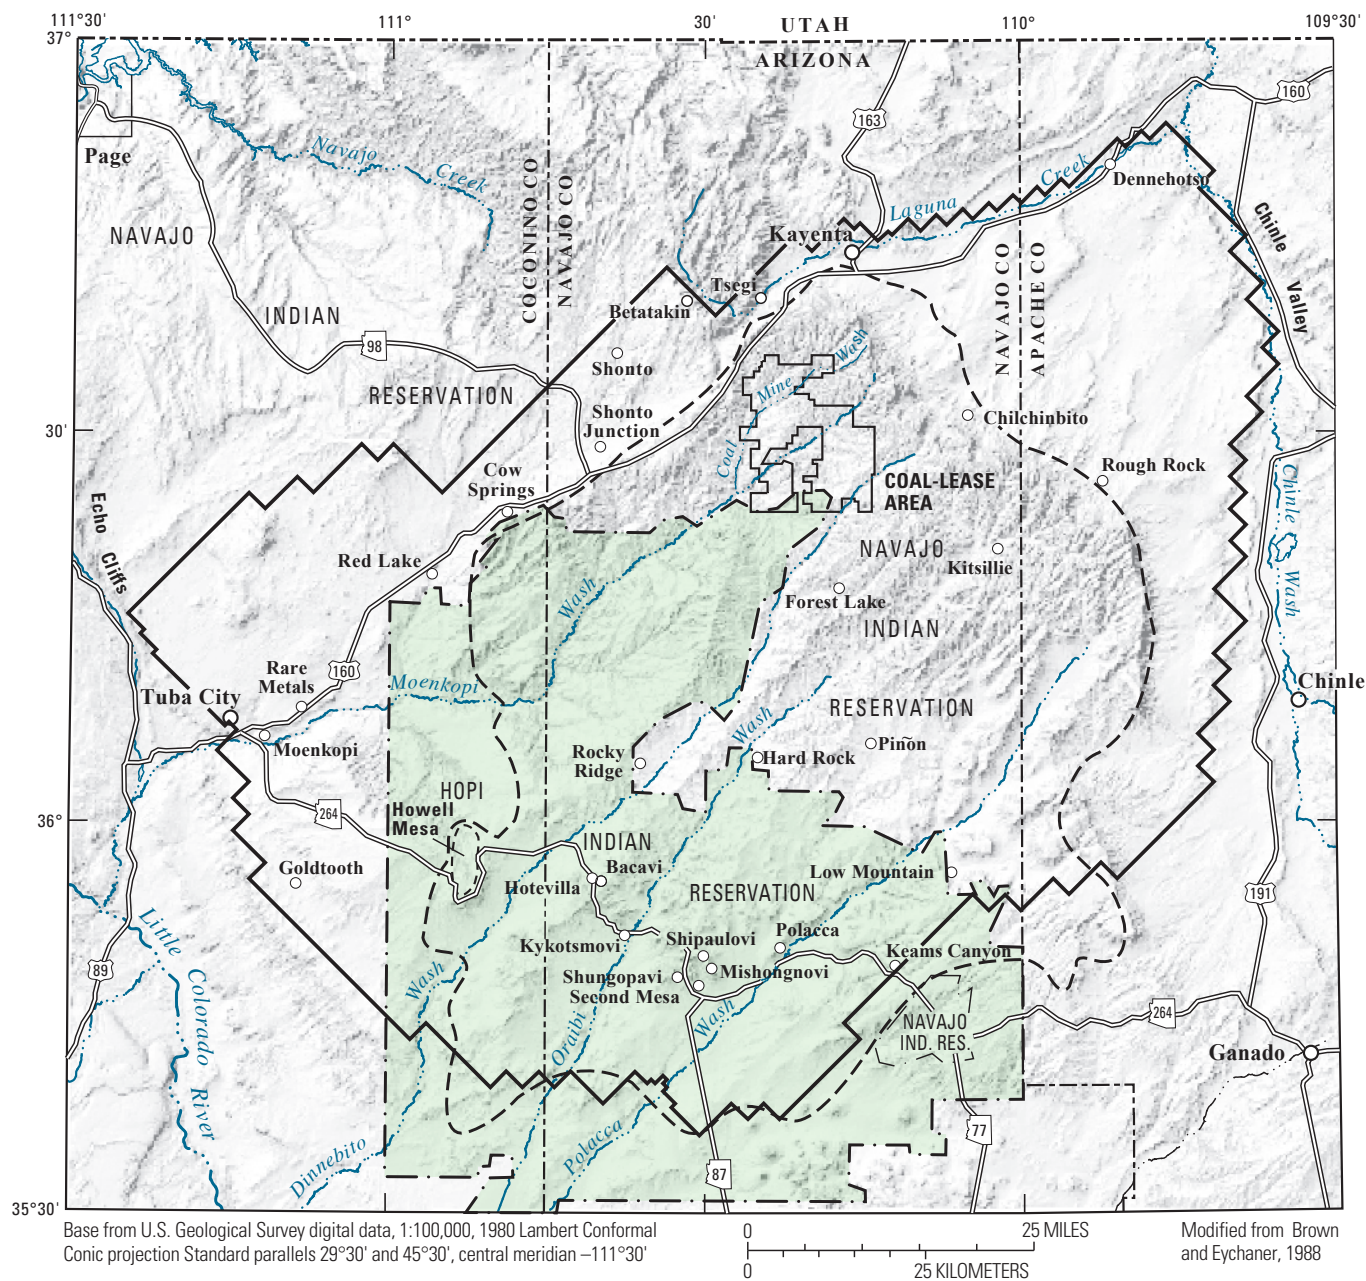 111°30'
111°
30'
110°
109°30'
37°
UTAH
ARIZONA
160
163
Page
Navajo
Creek
Creek
Dennehotso
Laguna
NAVAJO
COCONINO CO
NAVAJO CO
Kayenta
NAVAJO CO
APACHE CO
Chinle
Valley
Tsegi
Betatakin
INDIAN
98
Shonto
Wash
Mine
RESERVATION
Shonto
Junction
Chilchinbito
30'
Coal
Cow
Springs
COAL-LEASE
AREA
Rough Rock
Echo
Cliffs
Chinle
Wash
Red Lake
NAVAJO
Kitsillie
Wash
Forest Lake
INDIAN
Rare
Metals
160
Moenkopi
Tuba City
Chinle
RESERVATION
Wash
Moenkopi
Rocky
Ridge
Hard Rock
Piñon
HOPI
Howell
Mesa
264
36°
INDIAN
Goldtooth
Bacavi
Hotevilla
RESERVATION
Low Mountain
191
Little
Colorado
River
Kykotsmovi
Shipaulovi
Polacca
Keams Canyon
89
Wash
Shungopavi
Mishongnovi
Second Mesa
Wash
NAVAJO
IND. RES.
264
Oraibi
Ganado
Dinnebito
Polacca
77
87
35°30'
Base from U.S. Geological Survey digital data, 1:100,000, 1980 Lambert Conformal
Conic projection Standard parallels 29°30' and 45°30', central meridian –111°30'
0
25 MILES
0
25 KILOMETERS
Modified from Brown
and Eychaner, 1988